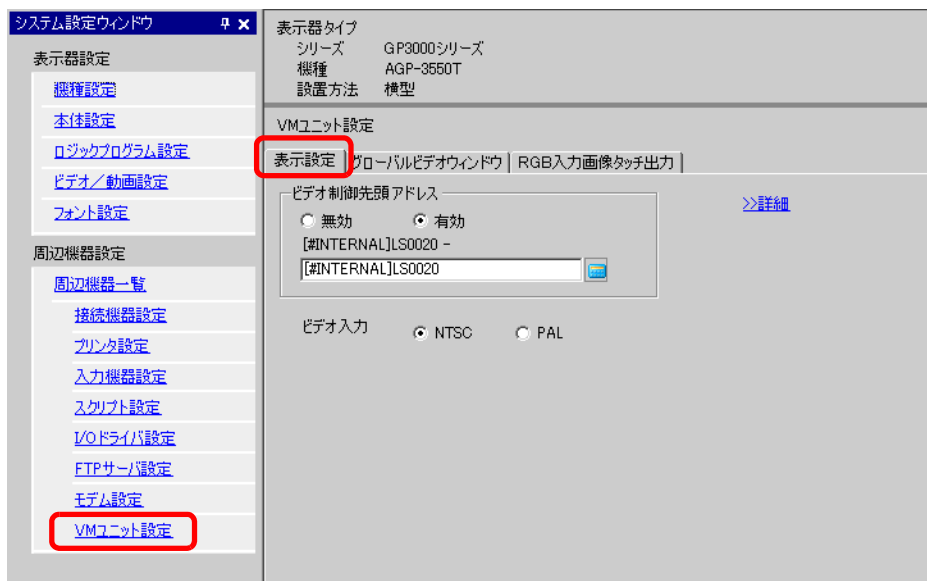 システム設定ウィンドウ
表示器設定
機種設定
本体設定
ロジックプログラム設定
ビデオ／動画設定
フォント設定
周辺機器設定
周辺機器一覧
接続機器設定
プリンタ設定
入力機器設定
スクリプト設定
I/Oドライバ設定
FTPサーバ設定
モデム設定
VMユニット設定
表示器タイプ
シリーズ GP3000シリーズ
機種 AGP-3550T
設置方法 横型
VMユニット設定
表示設定 グローバルビデオウィンドウ RGB入力画像タッチ出力
ビデオ制御先頭アドレス
>>詳細
無効 有効
[#INTERNAL]LS0020 -
[#INTERNAL]LS0020
ビデオ入力 NTSC PAL